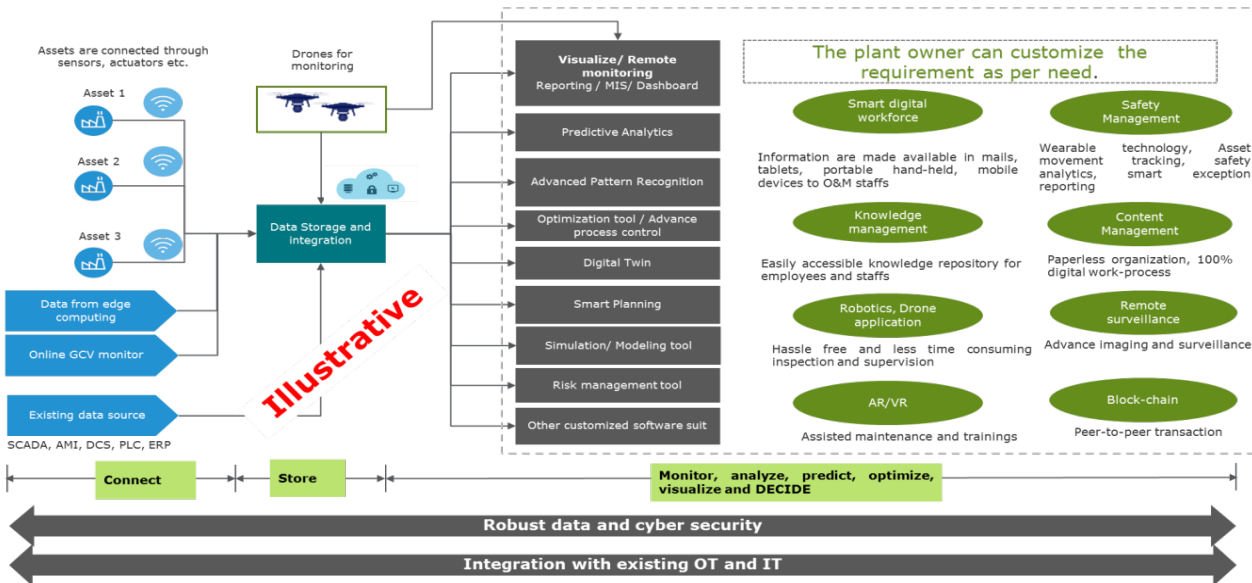 Assets are connected through
sensors, actuators etc.
Asset 1
Asset 2
Asset 3
Data from edge
computing
Online GCV monitor
Existing data source
SCADA, AMI, DCS, PLC, ERP
Drones for
monitoring
Data Storage and
integration
Illustrative
Visualize/ Remote
monitoring
Reporting / MIS/ Dashboard
Predictive Analytics
Advanced Pattern Recognition
Optimization tool / Advance
process control
Digital Twin
Smart Planning
Simulation/ Modeling tool
Risk management tool
Other customized software suit
The plant owner can customize the
requirement as per need.
Smart digital
workforce
Information are made available in mails,
tablets, portable hand-held, mobile
devices to O&M staffs
Safety
Management
Wearable technology, Asset
movement tracking, safety
analytics, smart exception
reporting
Knowledge
management
Easily accessible knowledge repository for
employees and staffs
Content
Management
Paperless organization, 100%
digital work-process
Robotics, Drone
application
Hassle free and less time consuming
inspection and supervision
Remote
surveillance
Advance imaging and surveillance
AR/VR
Assisted maintenance and trainings
Block-chain
Peer-to-peer transaction
Connect
Store
Monitor, analyze, predict, optimize,
visualize and DECIDE
Robust data and cyber security
Integration with existing OT and IT